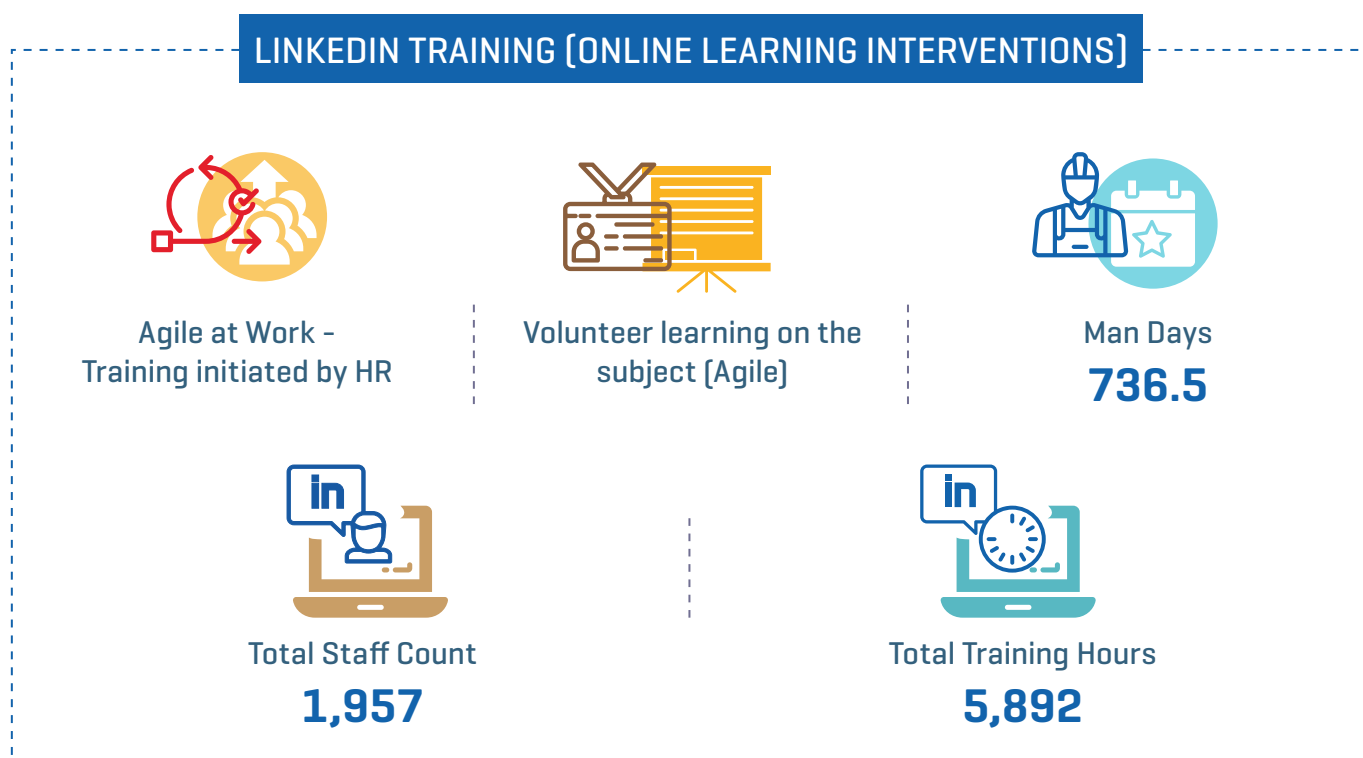 LINKEDIN TRAINING (ONLINE LEARNING INTERVENTIONS)
Agile at Work -
Training initiated by HR
Volunteer learning on the
subject (Agile)
Man Days
736.5
in
in
Total Staff Count
1,957
Total Training Hours
5,892